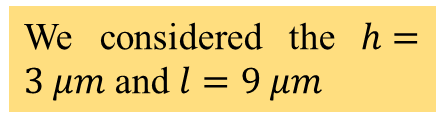 We considered the h =
3 μm and l = 9 μm